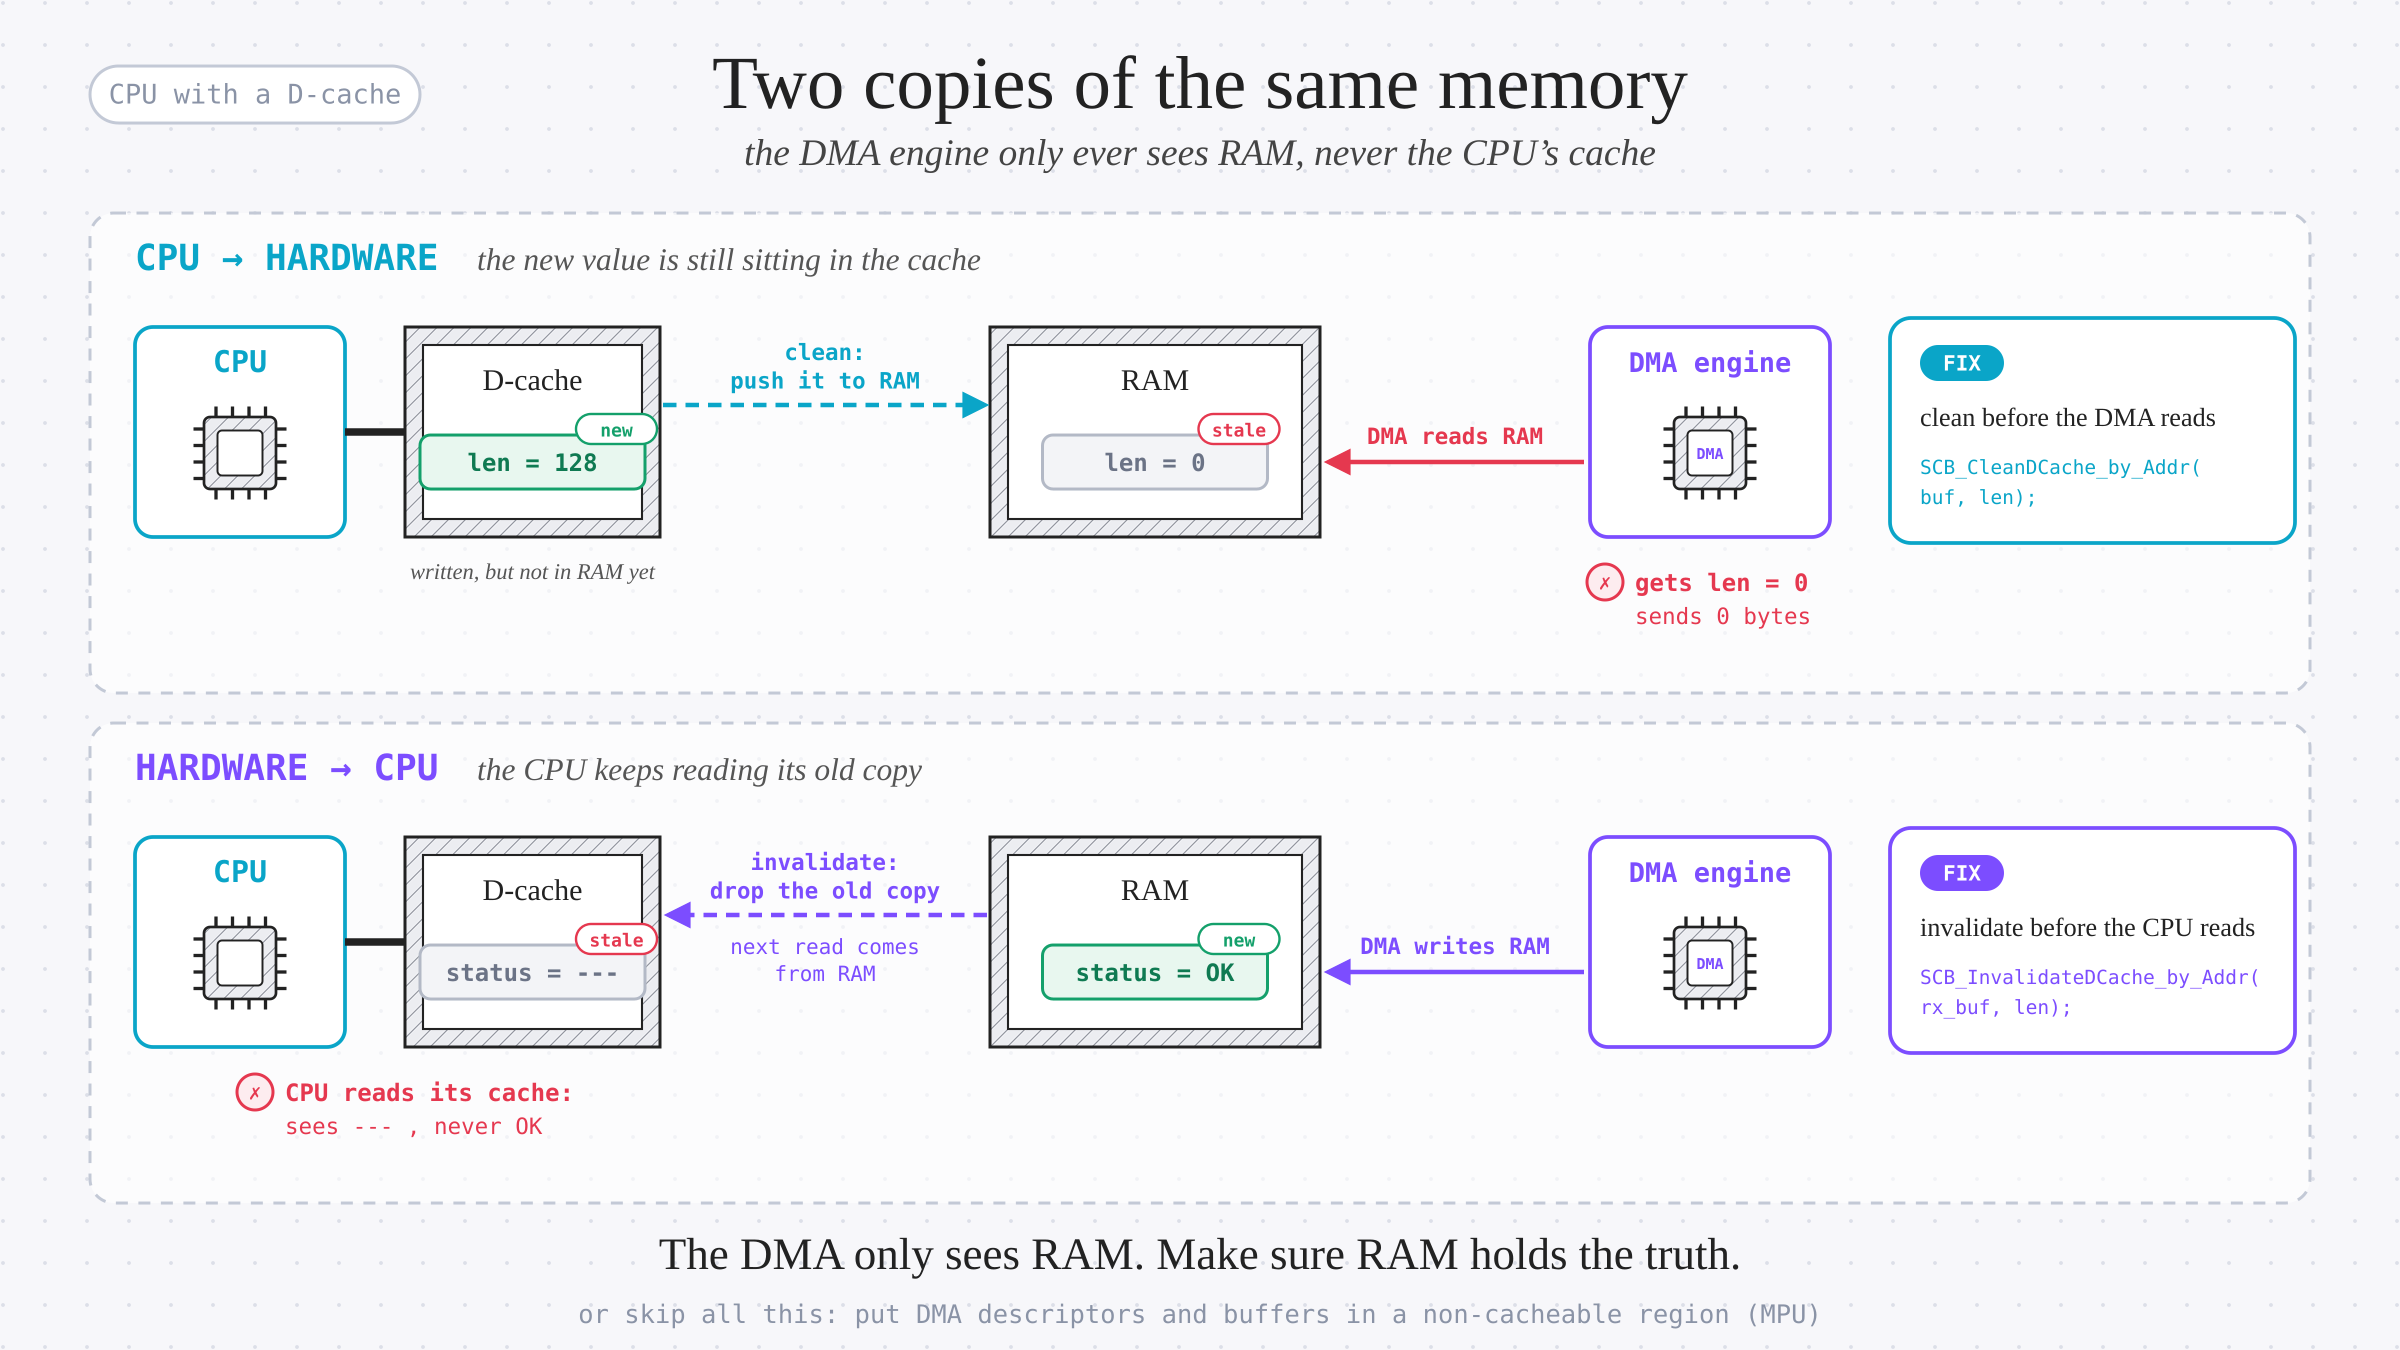 CPU with a D-cache
Two copies of the same memory
the DMA engine only ever sees RAM, never the CPU’s cache
CPU → HARDWARE
the new value is still sitting in the cache
CPU
D-cache
new
len = 128
written, but not in RAM yet
clean:
push it to RAM
RAM
stale
len = 0
DMA reads RAM
DMA engine
DMA
✗ gets len = 0
sends 0 bytes
FIX
clean before the DMA reads
SCB_CleanDCache_by_Addr(
buf, len);
HARDWARE → CPU
the CPU keeps reading its old copy
CPU
D-cache
stale
status = ---
✗ CPU reads its cache:
sees --- , never OK
invalidate:
drop the old copy
next read comes
from RAM
RAM
new
status = OK
DMA writes RAM
DMA engine
DMA
FIX
invalidate before the CPU reads
SCB_InvalidateDCache_by_Addr(
rx_buf, len);
The DMA only sees RAM. Make sure RAM holds the truth.
or skip all this: put DMA descriptors and buffers in a non-cacheable region (MPU)